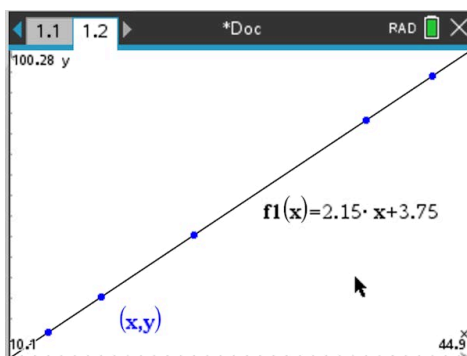 1.1 1.2 *Doc RAD
100.28 y
f1(x)=2.15· x+3.75
(x,y)
x
10.1 44.9